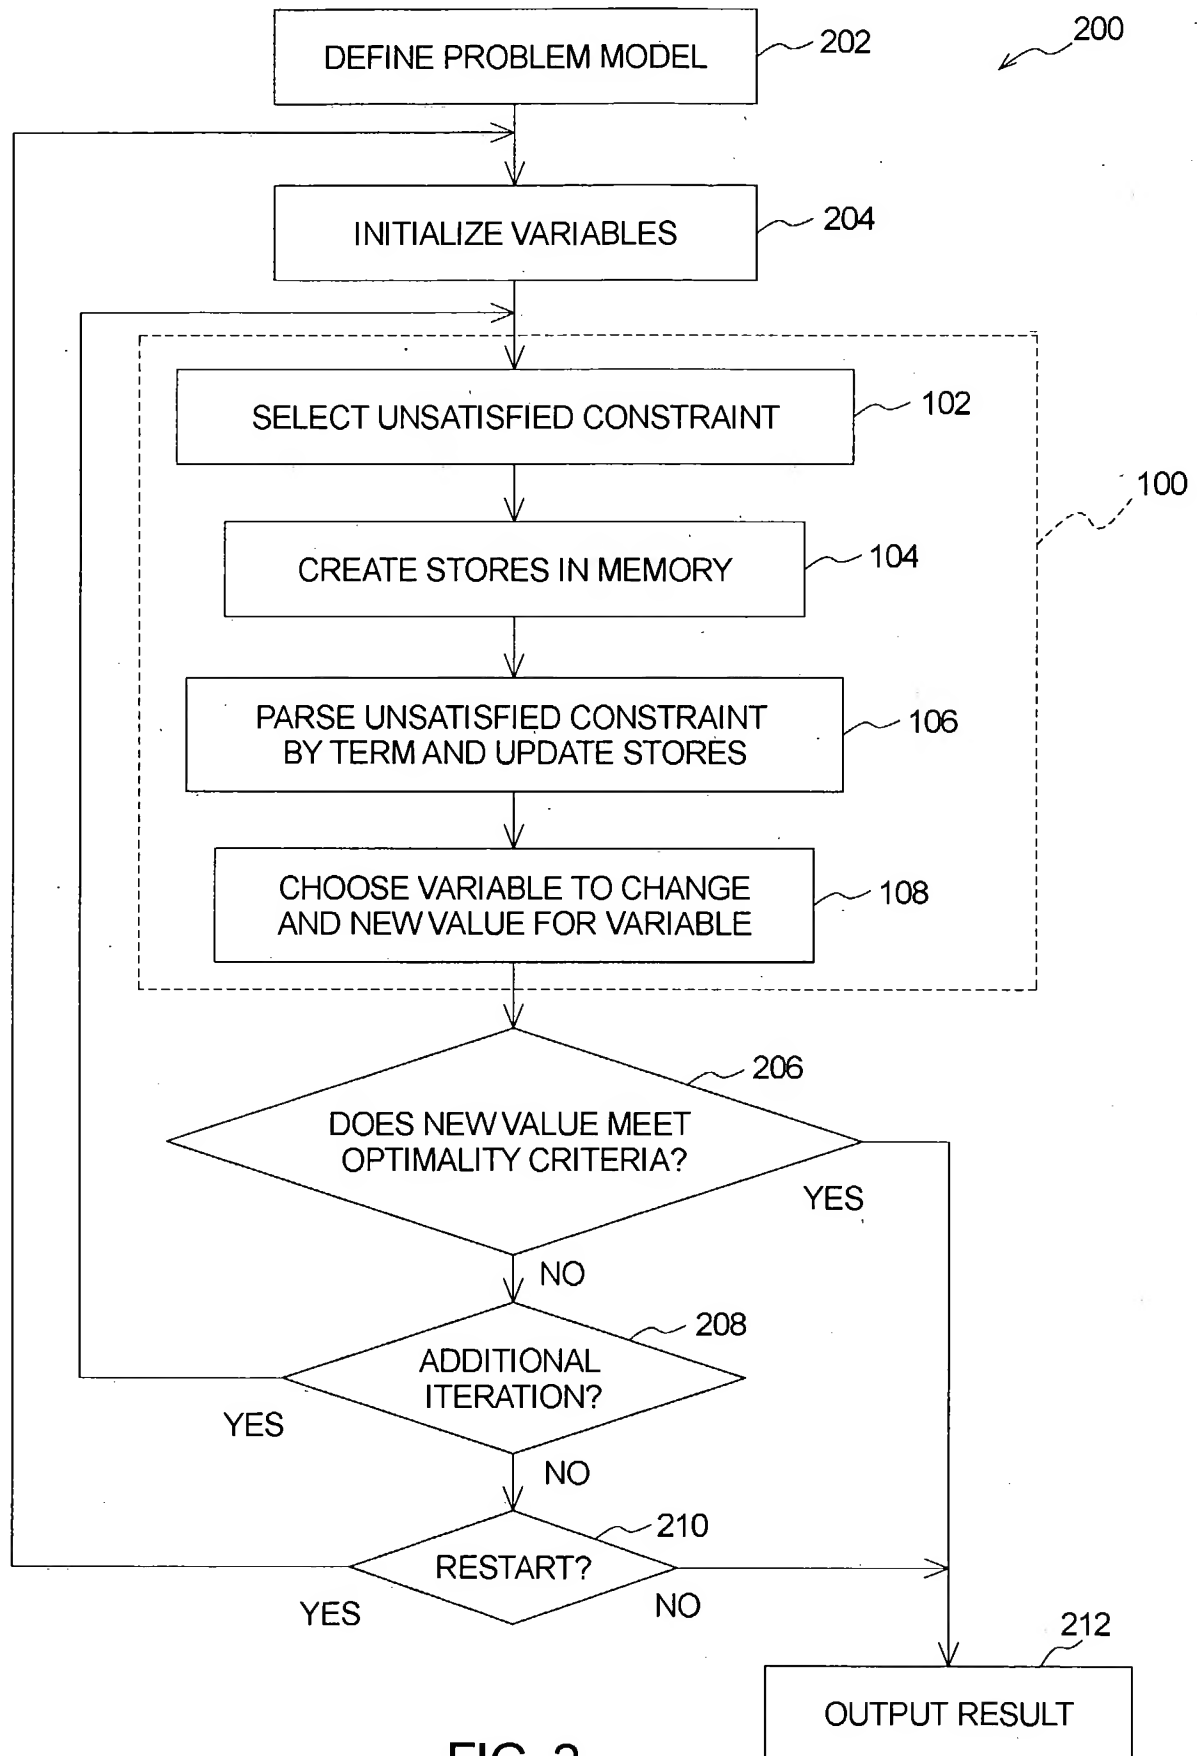 DEFINE PROBLEM MODEL
202
200
INITIALIZE VARIABLES
204
SELECT UNSATISFIED CONSTRAINT
102
100
CREATE STORES IN MEMORY
104
PARSE UNSATISFIED CONSTRAINT
BY TERM AND UPDATE STORES
106
CHOOSE VARIABLE TO CHANGE
AND NEW VALUE FOR VARIABLE
108
206
DOES NEW VALUE MEET
OPTIMALITY CRITERIA?
YES
NO
208
ADDITIONAL
ITERATION?
YES
NO
210
RESTART?
YES
NO
212
OUTPUT RESULT
FIG. 2